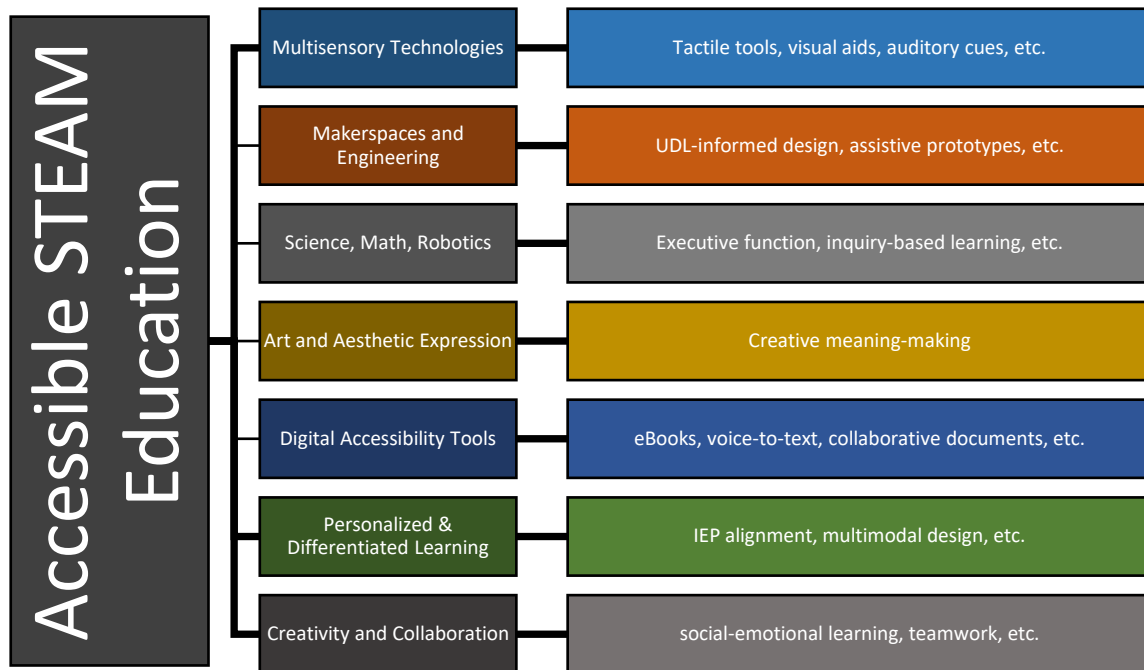 Accessible STEAM
Education
Multisensory Technologies
Tactile tools, visual aids, auditory cues, etc.
Makerspaces and
Engineering
UDL-informed design, assistive prototypes, etc.
Science, Math, Robotics
Executive function, inquiry-based learning, etc.
Art and Aesthetic Expression
Creative meaning-making
Digital Accessibility Tools
eBooks, voice-to-text, collaborative documents, etc.
Personalized &
Differentiated Learning
IEP alignment, multimodal design, etc.
Creativity and Collaboration
social-emotional learning, teamwork, etc.